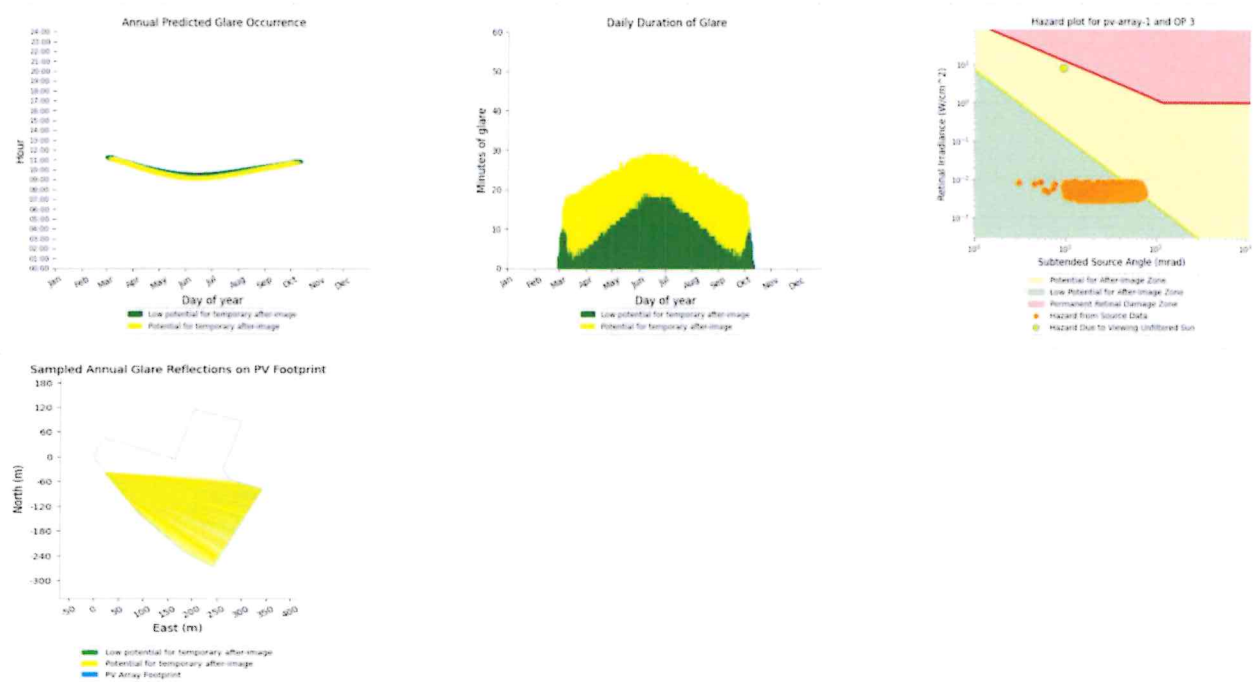 Annual Predicted Glare Occurrence
24:00
23:00
22:00
21:00
20:00
19:00
18:00
17:00
16:00
15:00
14:00
13:00
12:00
11:00
10:00
09:00
08:00
07:00
06:00
05:00
04:00
03:00
02:00
01:00
00:00
Hour
Jan Feb Mar Apr May Jun Jul Aug Sep Oct Nov Dec
Day of year
Low potential for temporary after-image
Potential for temporary after-image
Daily Duration of Glare
60
50
40
30
20
10
0
Minutes of glare
Jan Feb Mar Apr May Jun Jul Aug Sep Oct Nov Dec
Day of year
Low potential for temporary after-image
Potential for temporary after-image
Hazard plot for pv-array-1 and OP 3
Retinal Irradiance (W/cm^2)
Subtended Source Angle (mrad)
Potential for After-Image Zone
Low Potential for After-Image Zone
Permanent Retinal Damage Zone
Hazard from Source Data
Hazard Due to Viewing Unfiltered Sun
Sampled Annual Glare Reflections on PV Footprint
180
120
60
0
-60
-120
-180
-240
-300
North (m)
50 0 50 100 150 200 250 300 350 400
East (m)
Low potential for temporary after-image
Potential for temporary after-image
PV Array Footprint